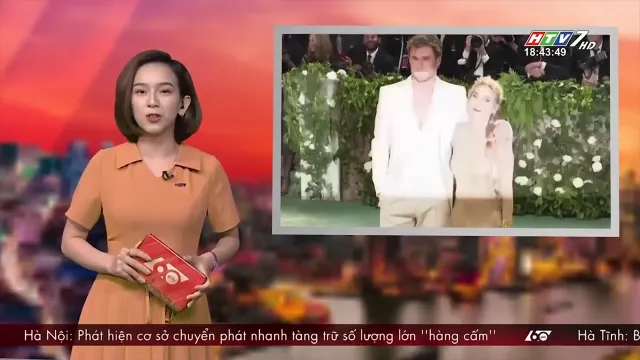 HTV7 HD
18:43:49
Hà Nội: Phát hiện cơ sở chuyển phát nhanh tàng trữ số lượng lớn "hàng cấm" 60 Hà Tĩnh: B